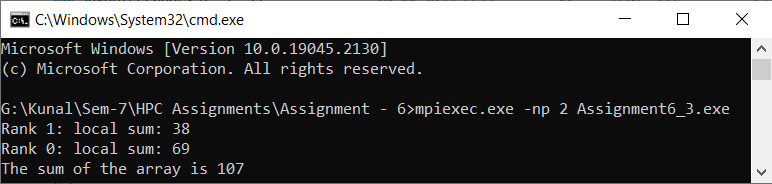 C:\Windows\System32\cmd.exe
Microsoft Windows [Version 10.0.19045.2130]
(c) Microsoft Corporation. All rights reserved.
G:\Kunal\Sem-7\HPC Assignments\Assignment - 6>mpiexec.exe -np 2 Assignment6_3.exe
Rank 1: local sum: 38
Rank 0: local sum: 69
The sum of the array is 107